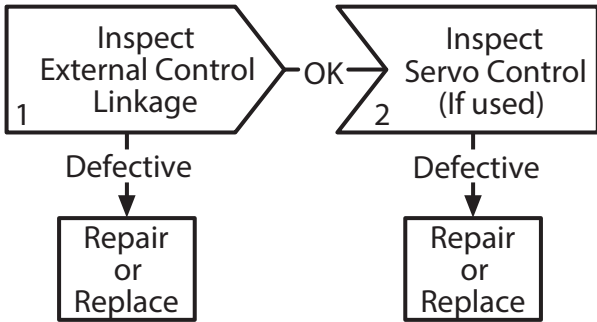 Inspect
External Control
Linkage
1
OK
Inspect
Servo Control
(If used)
2
Defective
Defective
Repair
or
Replace
Repair
or
Replace